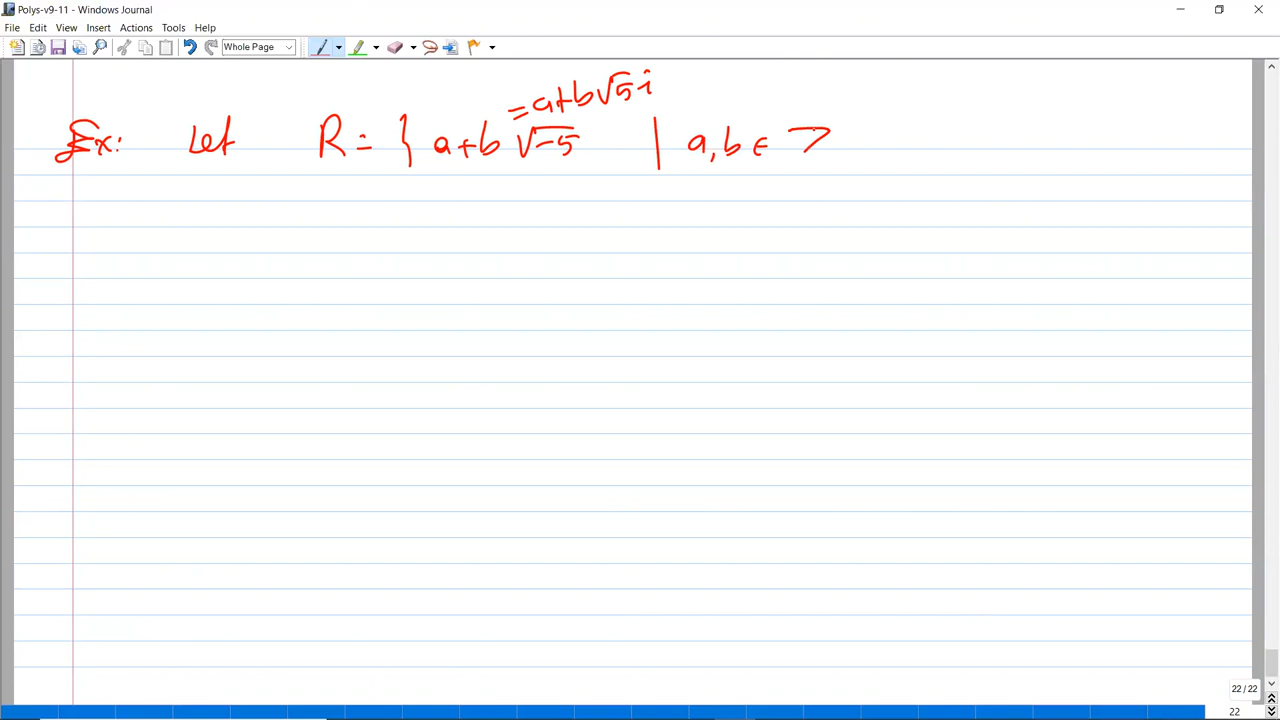 Polys-v9-11 - Windows Journal
File Edit View Insert Actions Tools Help
Whole Page
= a+b√5i
Ex: Let R = { a+b √-5 | a,b ∈
22 / 22
22